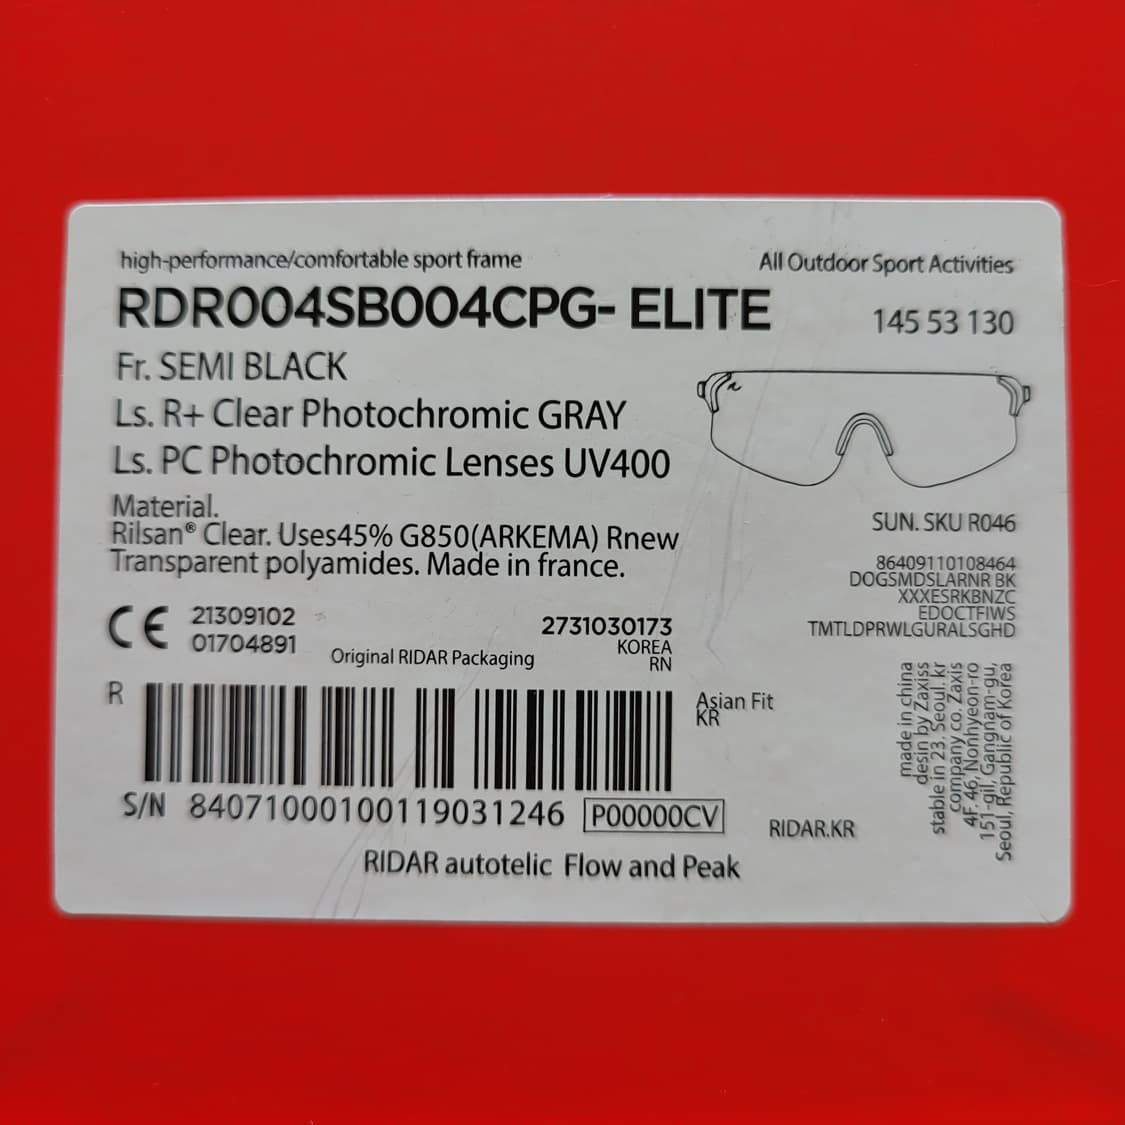 high-performance/comfortable sport frame
All Outdoor Sport Activities
RDR004SB004CPG- ELITE
145 53 130
Fr. SEMI BLACK
Ls. R+ Clear Photochromic GRAY
Ls. PC Photochromic Lenses UV400
Material.
Rilsan® Clear. Uses45% G850(ARKEMA) Rnew
Transparent polyamides. Made in france.
SUN. SKU R046
86409110108464
DOGSMDSLARNR BK
XXXESRKBNZC
EDOCTFIWS
TMTLDPRWLGURALSGHD
CE
21309102
01704891
Original RIDAR Packaging
2731030173
KOREA
RN
R
Asian Fit
KR
S/N 84071000100119031246 P00000CV
RIDAR.KR
RIDAR autotelic Flow and Peak
made in china
desin by Zaxiss
stable in 23. Seoul. kr
company co. Zaxis
4F, 46, Nonhyeon-ro
151-gil, Gangnam-gu,
Seoul, Republic of Korea